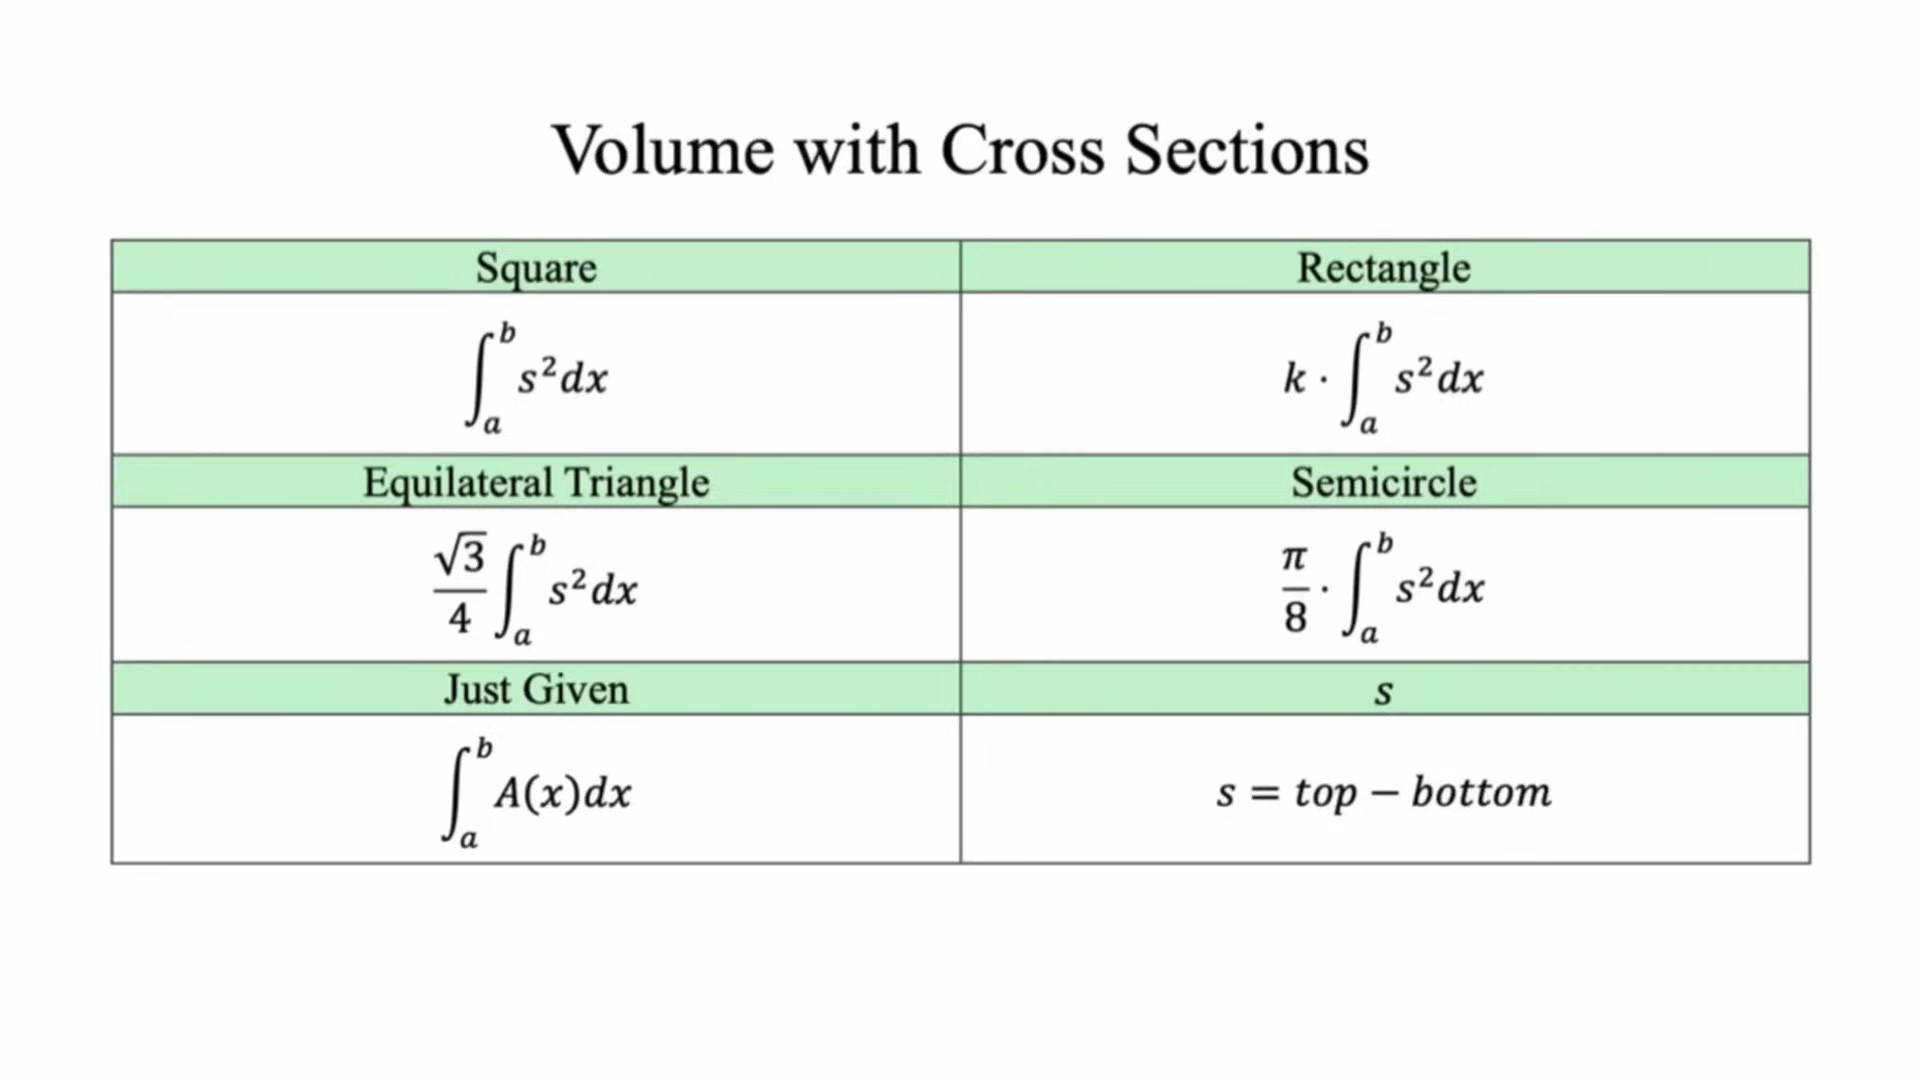 Volume with Cross Sections
Square
Rectangle
∫_a^b s²dx
k · ∫_a^b s²dx
Equilateral Triangle
Semicircle
√3/4 ∫_a^b s²dx
π/8 · ∫_a^b s²dx
Just Given
s
∫_a^b A(x)dx
s = top − bottom